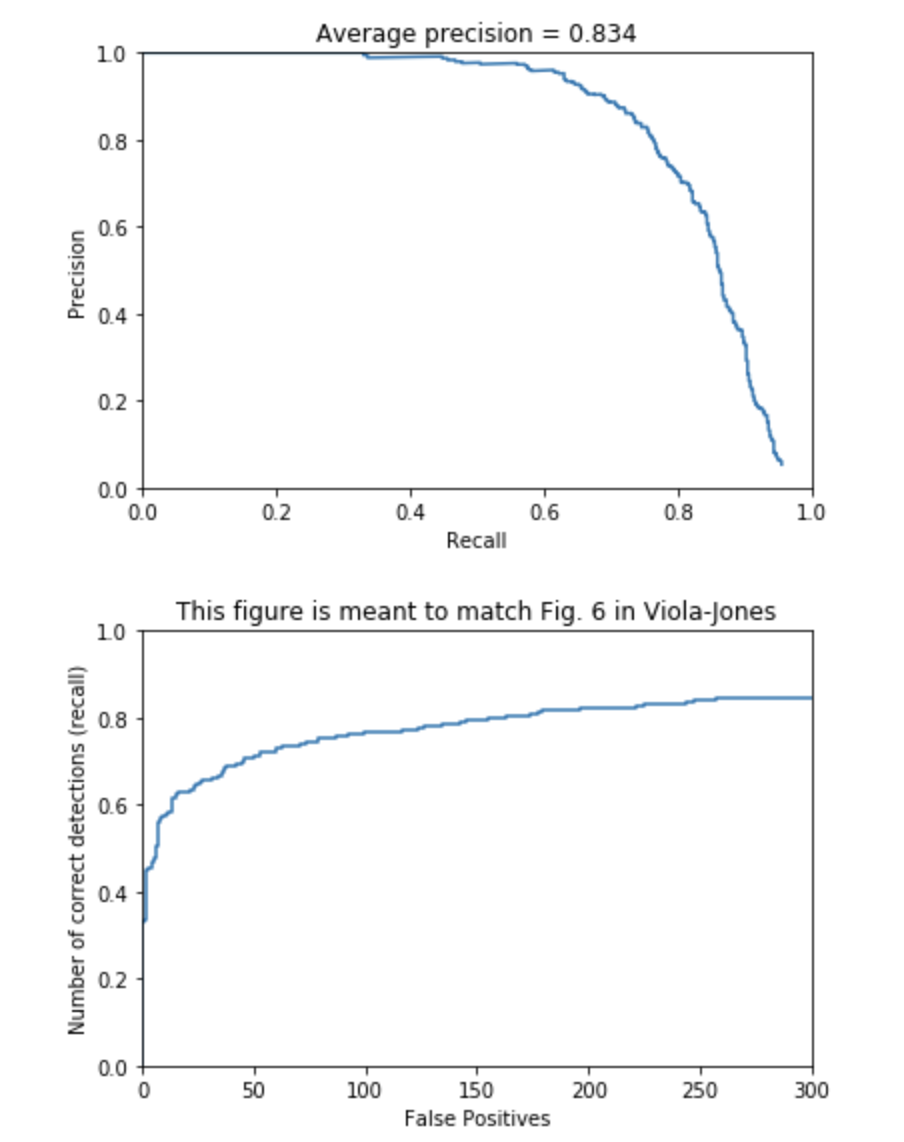 Average precision = 0.834
1.0
0.8
0.6
0.4
0.2
0.0
Precision
0.0 0.2 0.4 0.6 0.8 1.0
Recall
This figure is meant to match Fig. 6 in Viola-Jones
1.0
0.8
0.6
0.4
0.2
0.0
Number of correct detections (recall)
0 50 100 150 200 250 300
False Positives